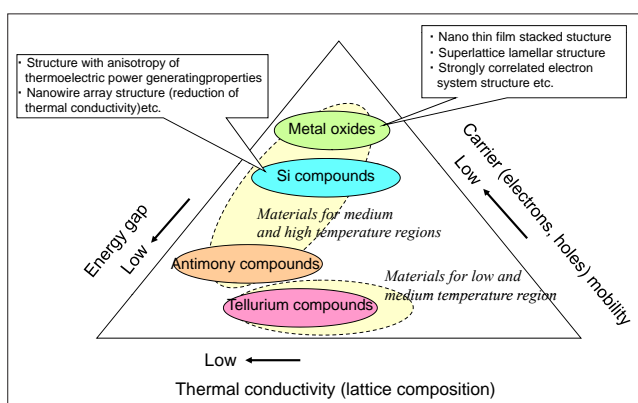 ・Structure with anisotropy of
thermoelectric power generatingproperties
・Nanowire array structure (reduction of
thermal conductivity)etc.
・Nano thin film stacked stucture
・Superlattice lamellar structure
・Strongly correlated electron
system structure etc.
Metal oxides
Si compounds
Materials for medium
and high temperature regions
Antimony compounds
Materials for low and
medium temperature region
Tellurium compounds
Energy gap
Low
Carrier (electrons, holes) mobility
Low
Low
Thermal conductivity (lattice composition)